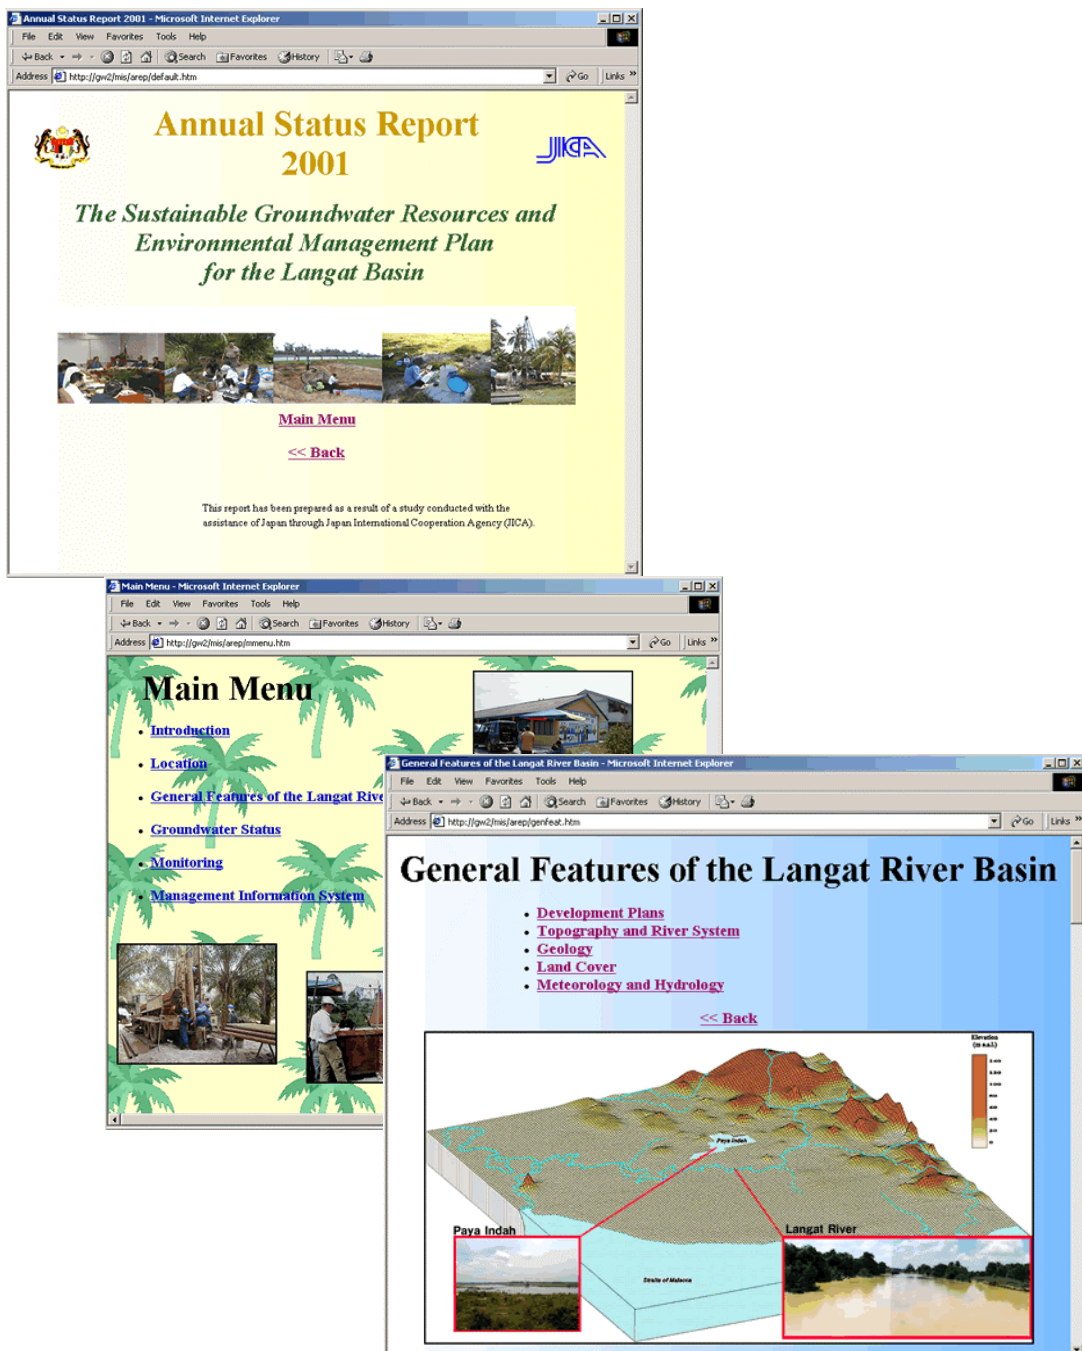 Annual Status Report 2001 - Microsoft Internet Explorer
File Edit View Favorites Tools Help
Back Search Favorites History
Address http://gw2/mis/arep/default.htm Go Links »
Annual Status Report
2001
JICA
The Sustainable Groundwater Resources and
Environmental Management Plan
for the Langat Basin
Main Menu
<< Back
This report has been prepared as a result of a study conducted with the
assistance of Japan through Japan International Cooperation Agency (JICA).
Main Menu - Microsoft Internet Explorer
File Edit View Favorites Tools Help
Back Search Favorites History
Address http://gw2/mis/arep/mmenu.htm Go Links »
Main Menu
Introduction
Location
General Features of the Langat Rive
Groundwater Status
Monitoring
Management Information System
General Features of the Langat River Basin - Microsoft Internet Explorer
File Edit View Favorites Tools Help
Back Search Favorites History
Address http://gw2/mis/arep/genfeat.htm Go Links »
General Features of the Langat River Basin
Development Plans
Topography and River System
Geology
Land Cover
Meteorology and Hydrology
<< Back
Elevation
(m a.s.l.)
Paya Indah
Paya Indah
Langat River
Straits of Malacca